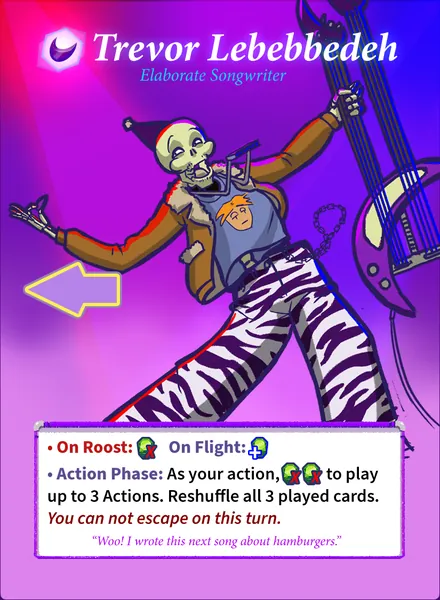 Trevor Lebebbedeh
Elaborate Songwriter
• On Roost: On Flight:
• Action Phase: As your action, to play
up to 3 Actions. Reshuffle all 3 played cards.
You can not escape on this turn.
"Woo! I wrote this next song about hamburgers."